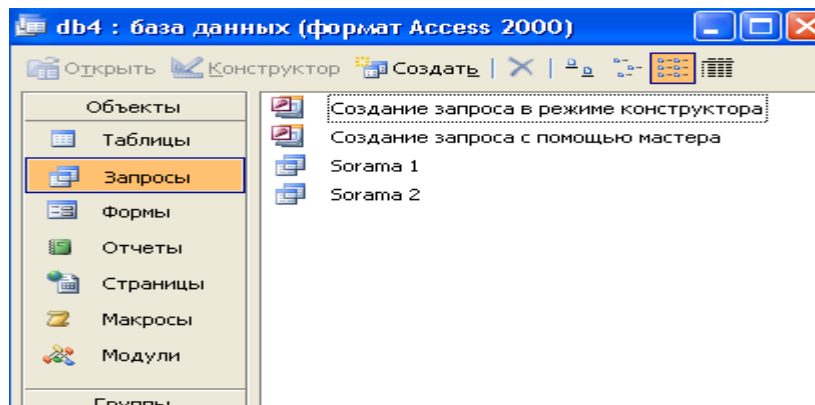 db4 : база данных (формат Access 2000)
Открыть Конструктор Создать
Объекты
Таблицы
Запросы
Формы
Отчеты
Страницы
Макросы
Модули
Группы
Создание запроса в режиме конструктора
Создание запроса с помощью мастера
Sorama 1
Sorama 2